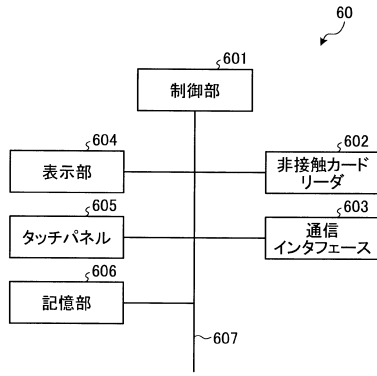 60
601
制御部
604
表示部
602
非接触カード
リーダ
605
タッチパネル
603
通信
インタフェース
606
記憶部
607